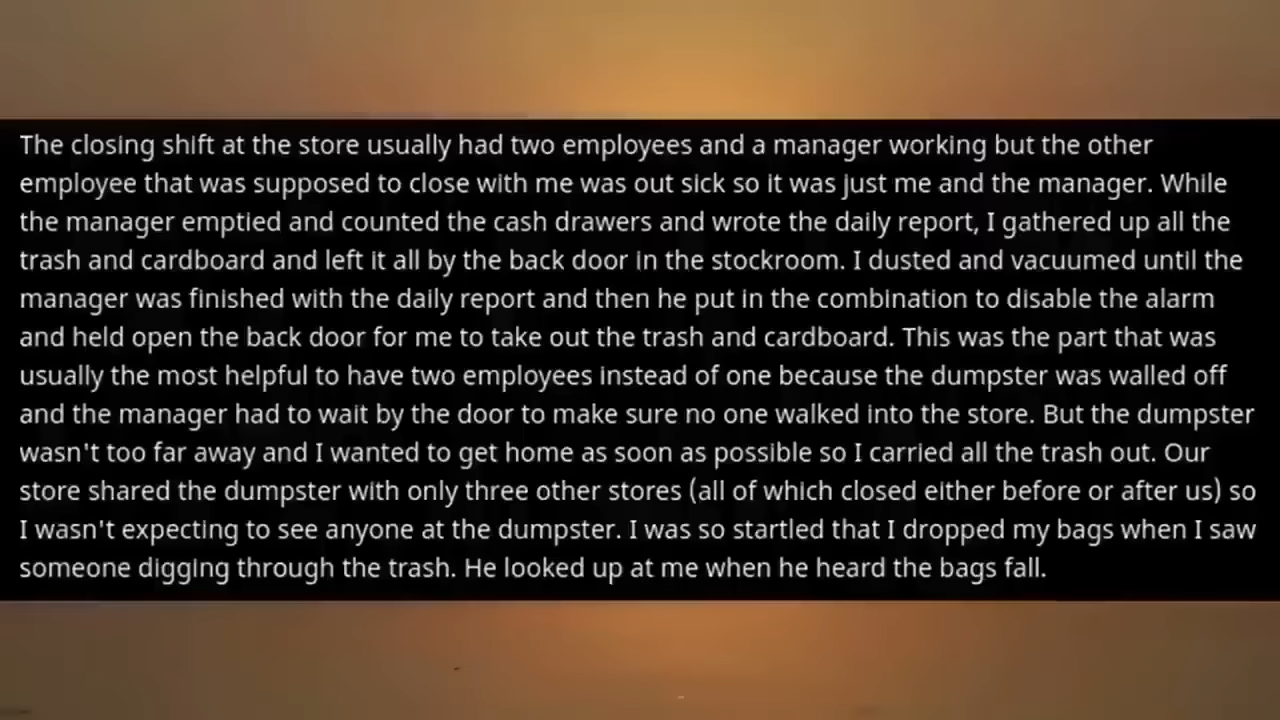 The closing shift at the store usually had two employees and a manager working but the other
employee that was supposed to close with me was out sick so it was just me and the manager. While
the manager emptied and counted the cash drawers and wrote the daily report, I gathered up all the
trash and cardboard and left it all by the back door in the stockroom. I dusted and vacuumed until the
manager was finished with the daily report and then he put in the combination to disable the alarm
and held open the back door for me to take out the trash and cardboard. This was the part that was
usually the most helpful to have two employees instead of one because the dumpster was walled off
and the manager had to wait by the door to make sure no one walked into the store. But the dumpster
wasn't too far away and I wanted to get home as soon as possible so I carried all the trash out. Our
store shared the dumpster with only three other stores (all of which closed either before or after us) so
I wasn't expecting to see anyone at the dumpster. I was so startled that I dropped my bags when I saw
someone digging through the trash. He looked up at me when he heard the bags fall.